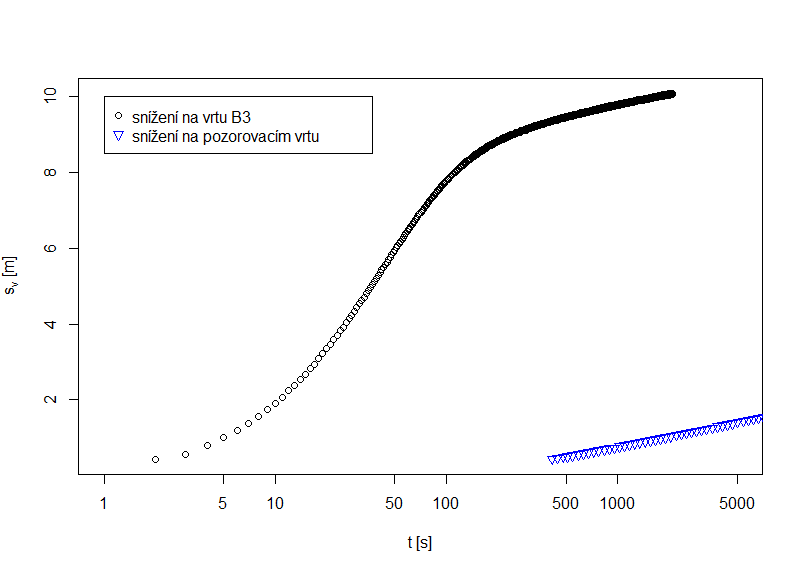 snížení na vrtu B3
snížení na pozorovacím vrtu
10
8
6
4
2
s_v [m]
1 5 10 50 100 500 1000 5000
t [s]